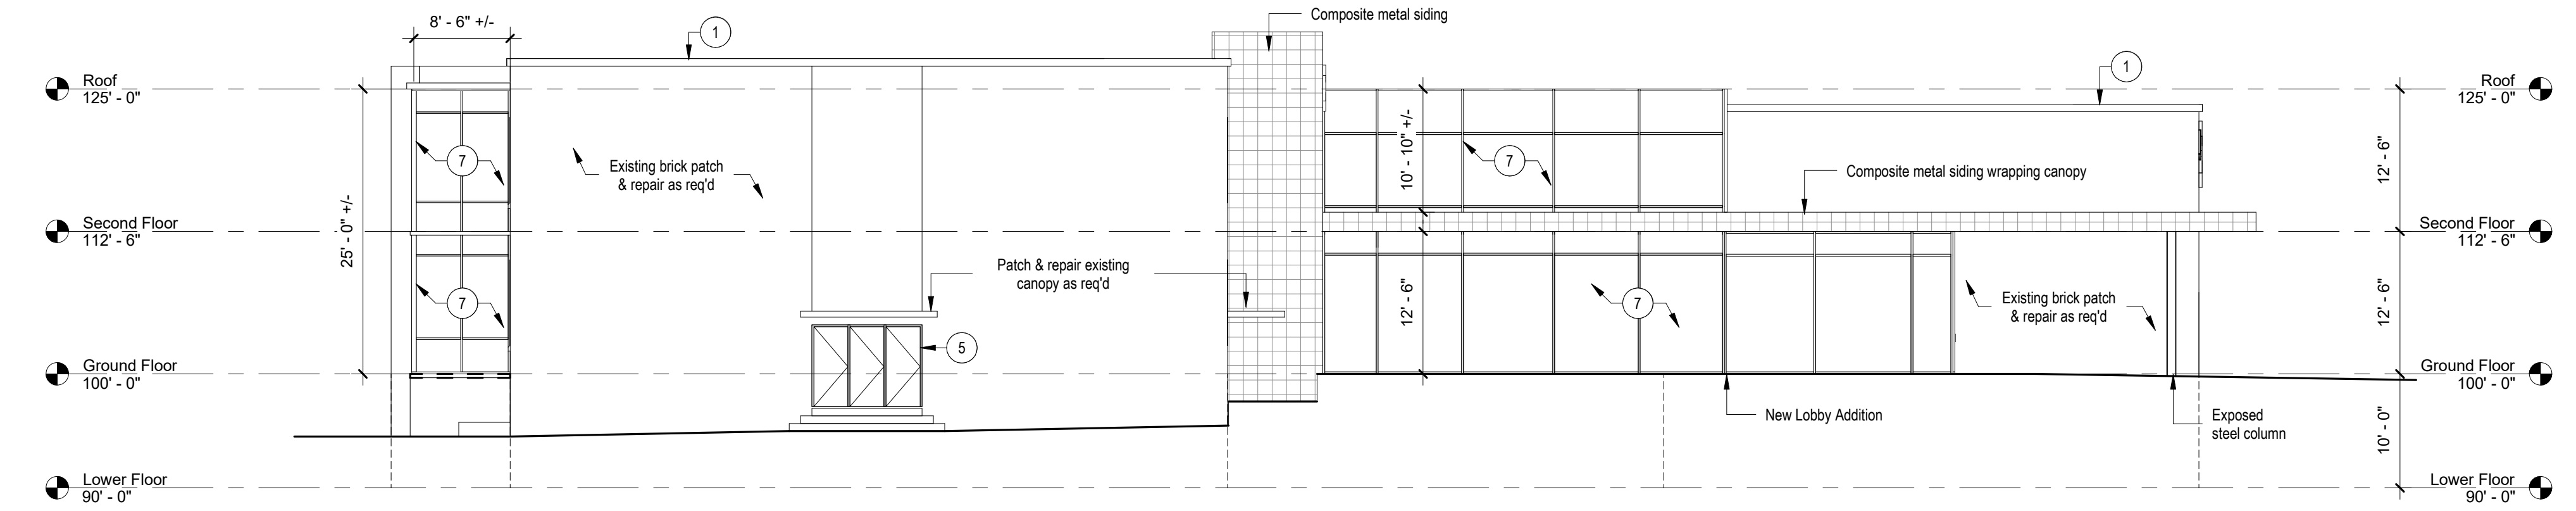 8' - 6" +/-
1
Composite metal siding
1
Roof
125' - 0"
Roof
125' - 0"
7
Existing brick patch
& repair as req'd
10' - 10" +/-
7
Composite metal siding wrapping canopy
12' - 6"
25' - 0" +/-
Second Floor
112' - 6"
Second Floor
112' - 6"
7
Patch & repair existing
canopy as req'd
12' - 6"
7
Existing brick patch
& repair as req'd
12' - 6"
5
Ground Floor
100' - 0"
Ground Floor
100' - 0"
New Lobby Addition
Exposed
steel column
10' - 0"
Lower Floor
90' - 0"
Lower Floor
90' - 0"